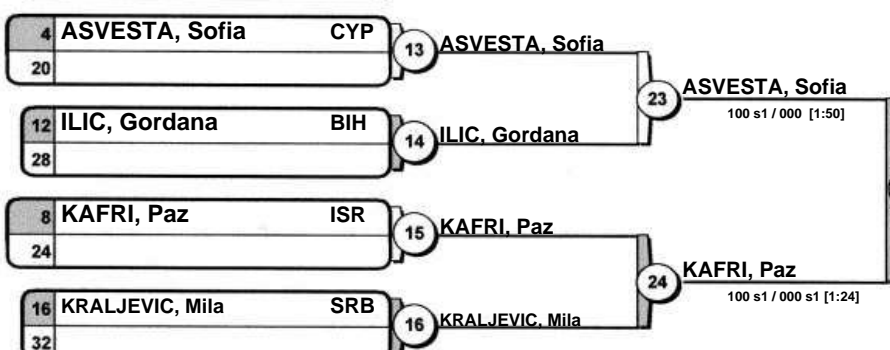 4 ASVESTA, Sofia CYP
20
13 ASVESTA, Sofia
12 ILIC, Gordana BIH
28
14 ILIC, Gordana
23 ASVESTA, Sofia
100 s1 / 000 [1:50]
8 KAFRI, Paz ISR
24
15 KAFRI, Paz
16 KRALJEVIC, Mila SRB
32
16 KRALJEVIC, Mila
24 KAFRI, Paz
100 s1 / 000 s1 [1:24]